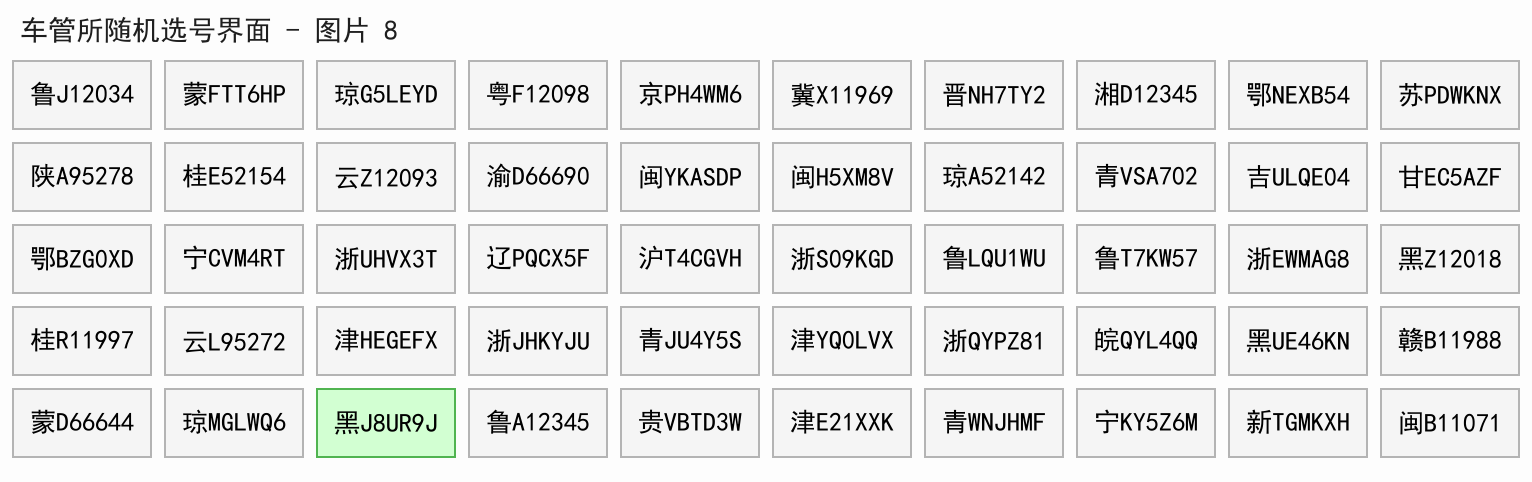 车管所随机选号界面 - 图片 8
鲁J12034 蒙FTT6HP 琼G5LEYD 粤F12098 京PH4WM6 冀X11969 晋NH7TY2 湘D12345 鄂NEXB54 苏PDWKNX
陕A95278 桂E52154 云Z12093 渝D66690 闽YKASDP 闽H5XM8V 琼A52142 青VSA702 吉ULQE04 甘EC5AZF
鄂BZG0XD 宁CVM4RT 浙UHVX3T 辽PQCX5F 沪T4CGVH 浙S09KGD 鲁LQU1WU 鲁T7KW57 浙EWMAG8 黑Z12018
桂R11997 云L95272 津HEGEFX 浙JHKYJU 青JU4Y5S 津YQ0LVX 浙QYPZ81 皖QYL4QQ 黑UE46KN 赣B11988
蒙D66644 琼MGLWQ6 黑J8UR9J 鲁A12345 贵VBTD3W 津E21XXK 青WNJHMF 宁KY5Z6M 新TGMKXH 闽B11071